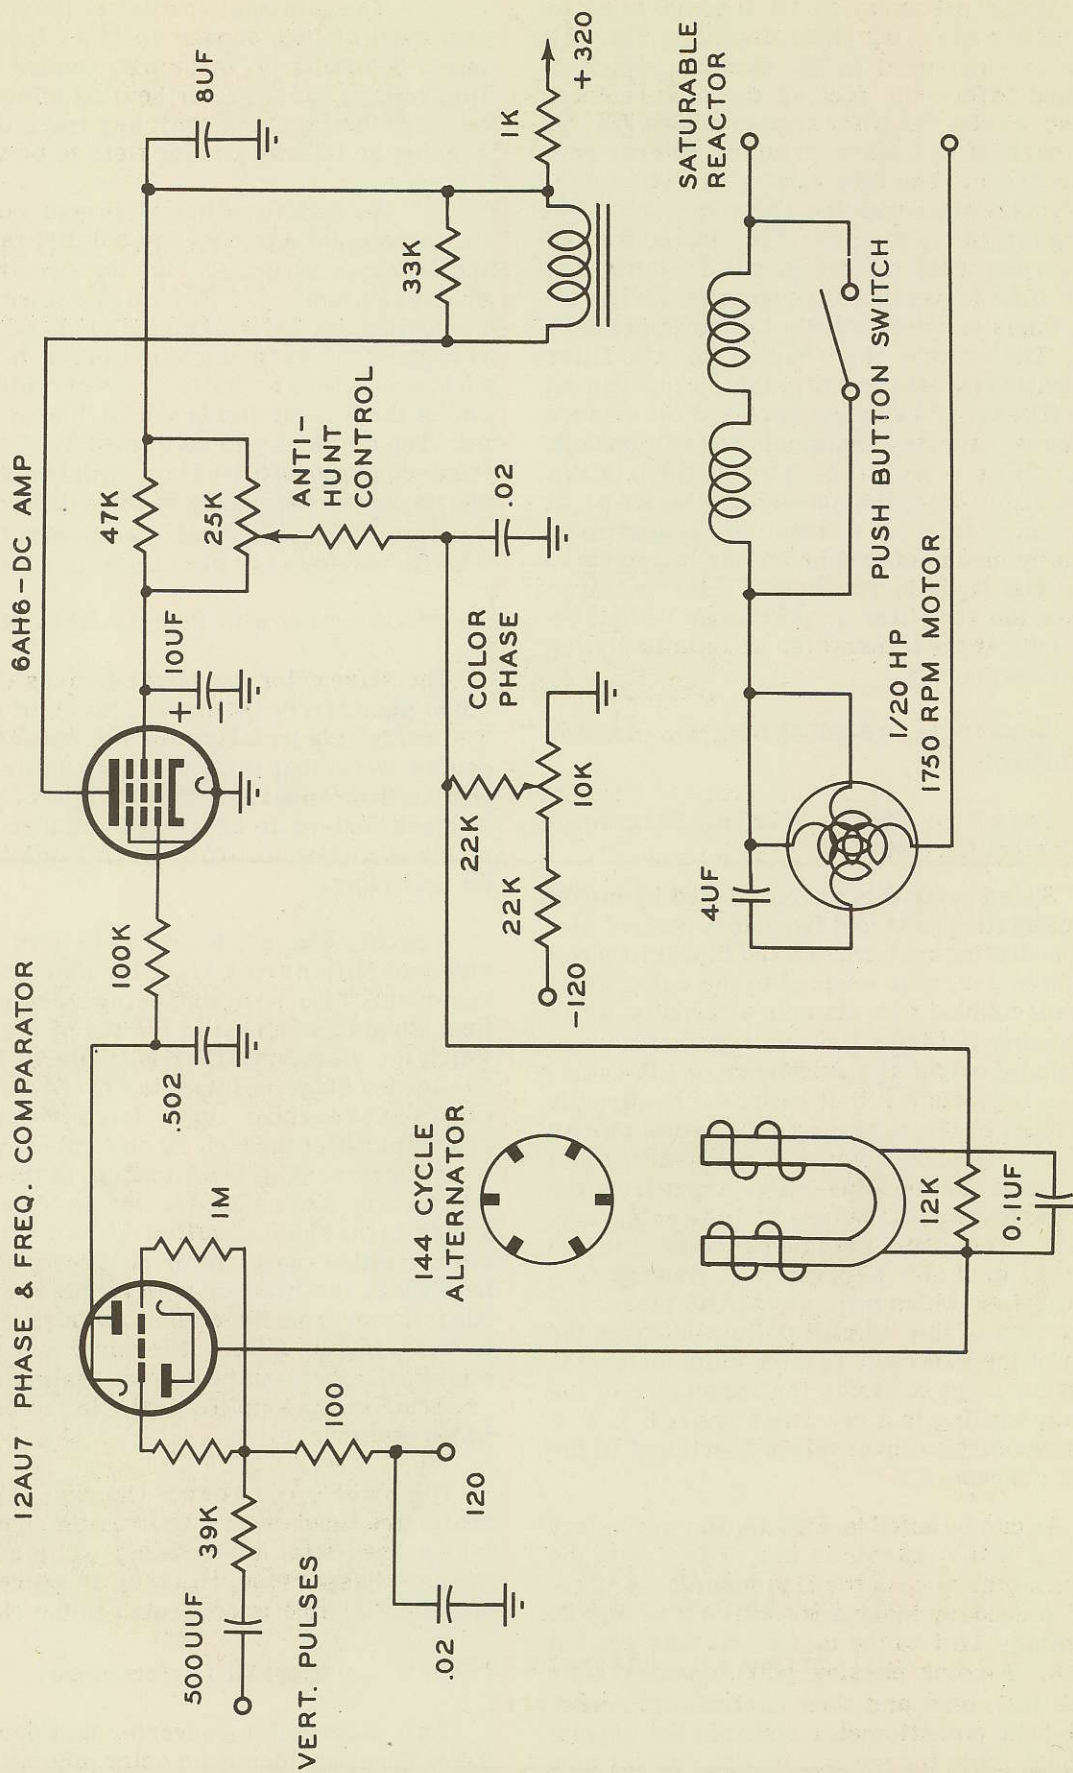 12AU7 PHASE & FREQ. COMPARATOR
6AH6-DC AMP
500UUF
39K
1M
.502
100K
+
10UF
-
47K
25K
8UF
VERT. PULSES
100
120
.02
144 CYCLE
ALTERNATOR
ANTI-
HUNT
CONTROL
33K
1K
+320
.02
COLOR
PHASE
22K
22K
10K
-120
12K
0.1UF
4UF
1/20 HP
1750 RPM MOTOR
PUSH BUTTON SWITCH
SATURABLE
REACTOR